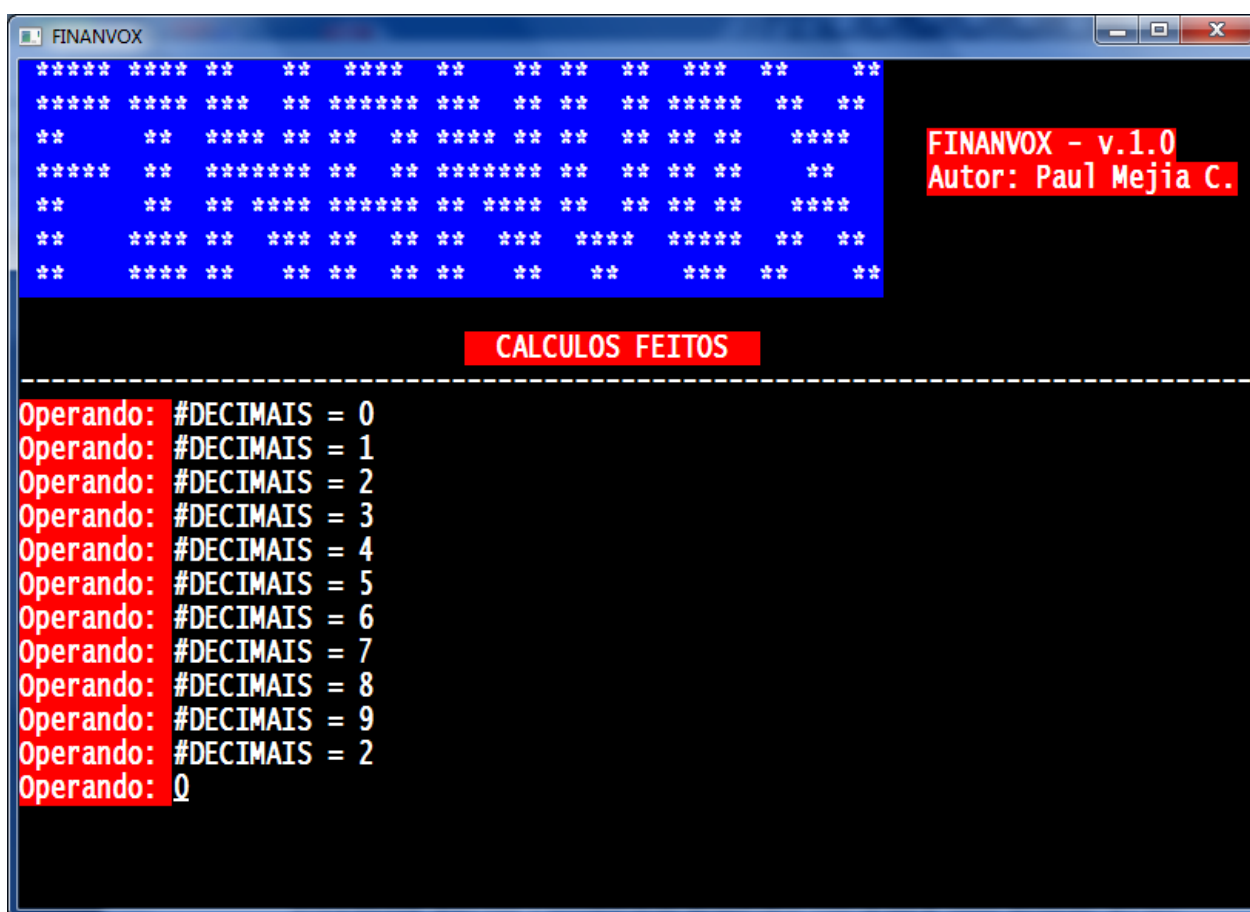 FINANVOX
FINANVOX
FINANVOX - v.1.0
Autor: Paul Mejia C.
CALCULOS FEITOS
Operando: #DECIMAIS = 0
Operando: #DECIMAIS = 1
Operando: #DECIMAIS = 2
Operando: #DECIMAIS = 3
Operando: #DECIMAIS = 4
Operando: #DECIMAIS = 5
Operando: #DECIMAIS = 6
Operando: #DECIMAIS = 7
Operando: #DECIMAIS = 8
Operando: #DECIMAIS = 9
Operando: #DECIMAIS = 2
Operando: 0